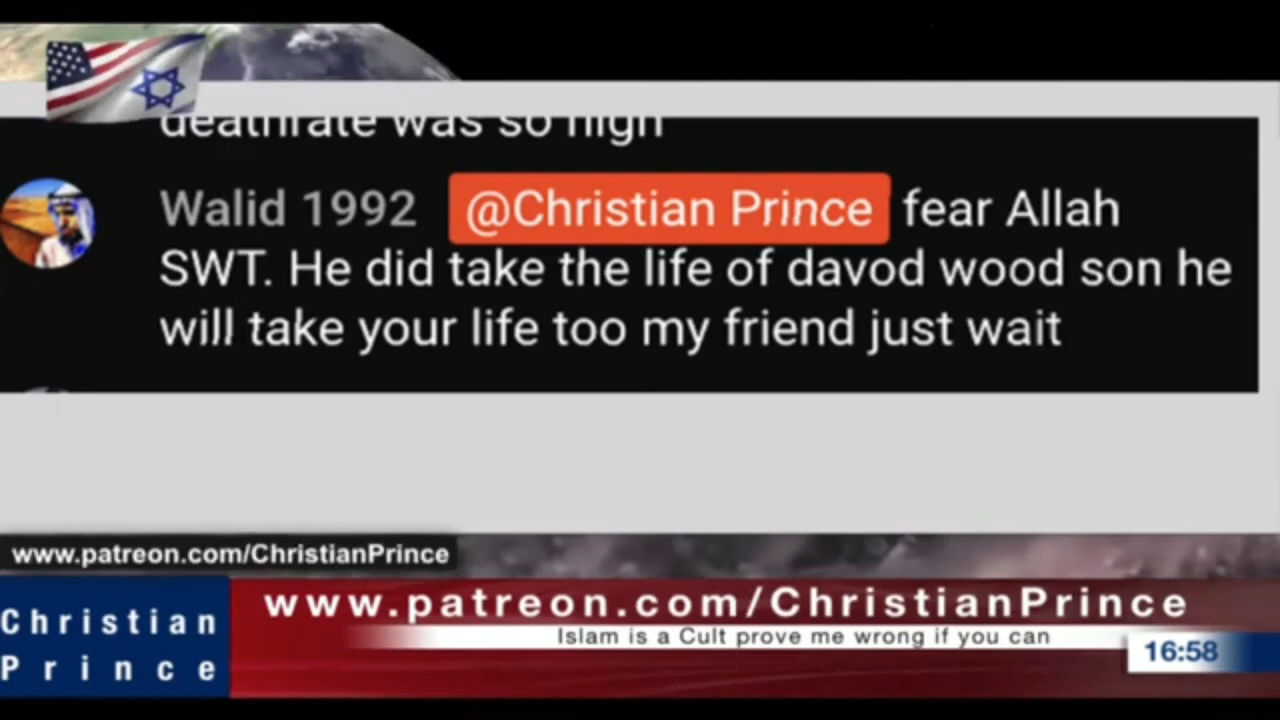 deathrate was so high
Walid 1992 @Christian Prince fear Allah
SWT. He did take the life of davod wood son he
will take your life too my friend just wait
www.patreon.com/ChristianPrince
www.patreon.com/ChristianPrince
Christian
Prince
Islam is a Cult prove me wrong if you can
16:58